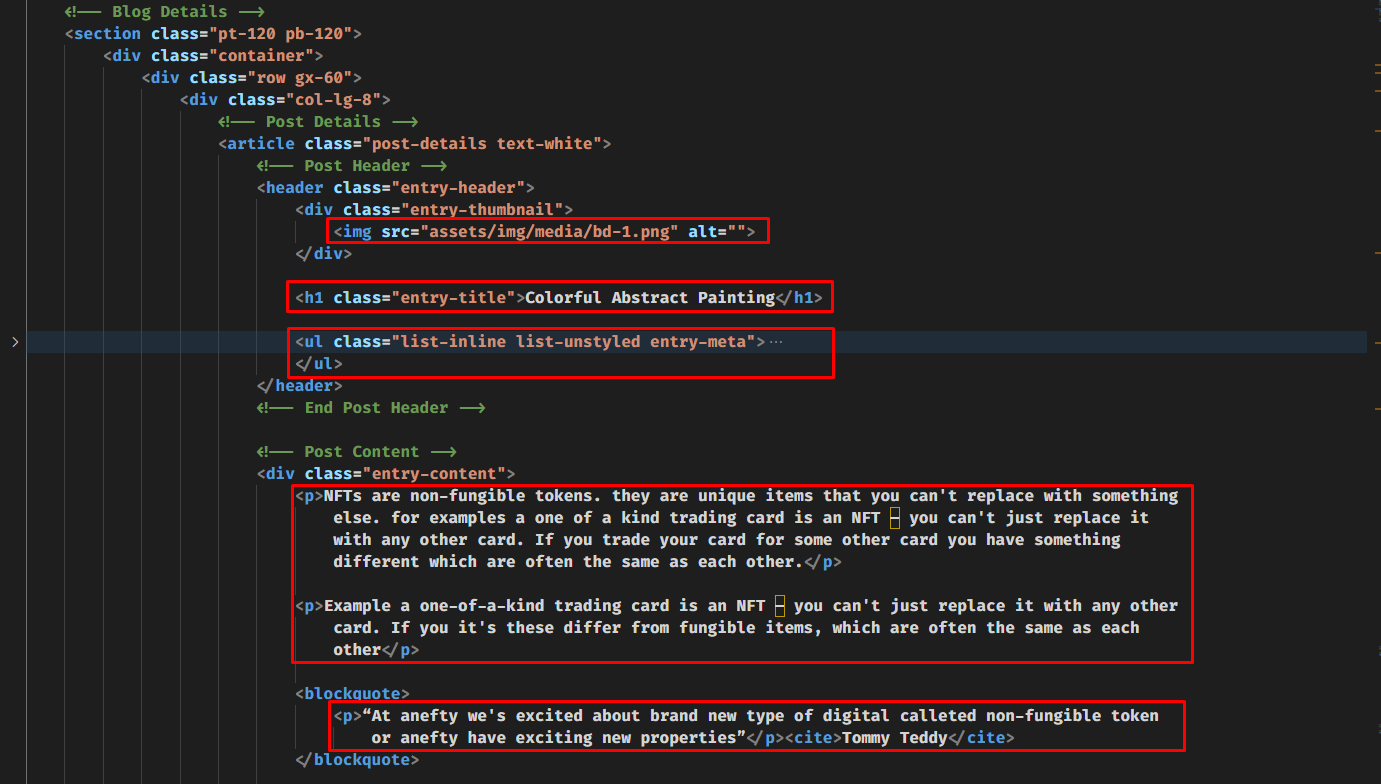 <!-- Blog Details -->
<section class="pt-120 pb-120">
<div class="container">
<div class="row gx-60">
<div class="col-lg-8">
<!-- Post Details -->
<article class="post-details text-white">
<!-- Post Header -->
<header class="entry-header">
<div class="entry-thumbnail">
<img src="assets/img/media/bd-1.png" alt="">
</div>
<h1 class="entry-title">Colorful Abstract Painting</h1>
<ul class="list-inline list-unstyled entry-meta">···
</ul>
</header>
<!-- End Post Header -->
<!-- Post Content -->
<div class="entry-content">
<p>NFTs are non-fungible tokens. they are unique items that you can't replace with something
else. for examples a one of a kind trading card is an NFT – you can't just replace it
with any other card. If you trade your card for some other card you have something
different which are often the same as each other.</p>
<p>Example a one-of-a-kind trading card is an NFT – you can't just replace it with any other
card. If you it's these differ from fungible items, which are often the same as each
other</p>
<blockquote>
<p>“At anefty we's excited about brand new type of digital calleted non-fungible token
or anefty have exciting new properties”</p><cite>Tommy Teddy</cite>
</blockquote>